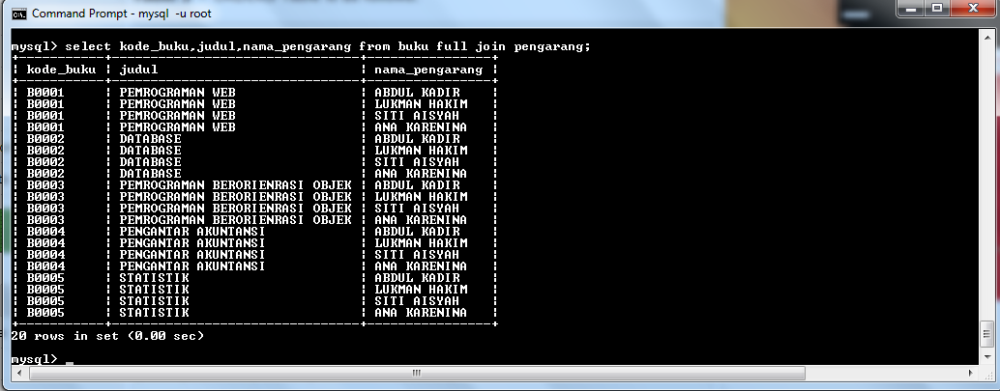 Command Prompt - mysql -u root
mysql> select kode_buku,judul,nama_pengarang from buku full join pengarang;
+-----------+-------------------------------+----------------+
| kode_buku | judul | nama_pengarang |
+-----------+-------------------------------+----------------+
| B0001 | PEMROGRAMAN WEB | ABDUL KADIR |
| B0001 | PEMROGRAMAN WEB | LUKMAN HAKIM |
| B0001 | PEMROGRAMAN WEB | SITI AISYAH |
| B0001 | PEMROGRAMAN WEB | ANA KARENINA |
| B0002 | DATABASE | ABDUL KADIR |
| B0002 | DATABASE | LUKMAN HAKIM |
| B0002 | DATABASE | SITI AISYAH |
| B0002 | DATABASE | ANA KARENINA |
| B0003 | PEMROGRAMAN BERORIENRASI OBJEK | ABDUL KADIR |
| B0003 | PEMROGRAMAN BERORIENRASI OBJEK | LUKMAN HAKIM |
| B0003 | PEMROGRAMAN BERORIENRASI OBJEK | SITI AISYAH |
| B0003 | PEMROGRAMAN BERORIENRASI OBJEK | ANA KARENINA |
| B0004 | PENGANTAR AKUNTANSI | ABDUL KADIR |
| B0004 | PENGANTAR AKUNTANSI | LUKMAN HAKIM |
| B0004 | PENGANTAR AKUNTANSI | SITI AISYAH |
| B0004 | PENGANTAR AKUNTANSI | ANA KARENINA |
| B0005 | STATISTIK | ABDUL KADIR |
| B0005 | STATISTIK | LUKMAN HAKIM |
| B0005 | STATISTIK | SITI AISYAH |
| B0005 | STATISTIK | ANA KARENINA |
+-----------+-------------------------------+----------------+
20 rows in set (0.00 sec)
mysql> _